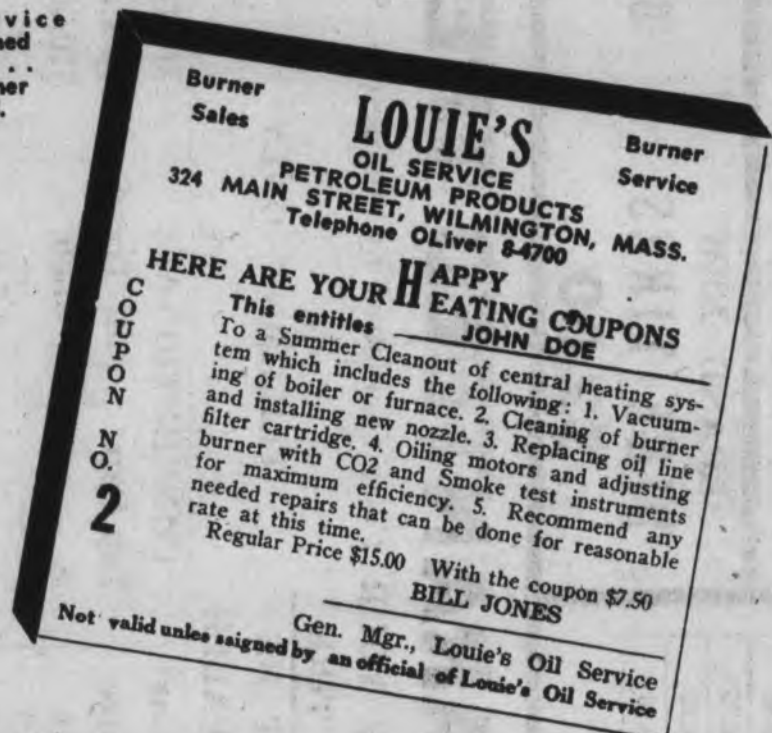 vice
. .
Burner
Sales
LOUIE'S
Burner
Service
OIL SERVICE
PETROLEUM PRODUCTS
324 MAIN STREET, WILMINGTON, MASS.
Telephone OLiver 8-4700
HERE ARE YOUR HAPPY HEATING COUPONS
COUPON NO. 2
This entitles JOHN DOE
To a Summer Cleanout of central heating sys-
tem which includes the following: 1. Vacuum-
ing of boiler or furnace. 2. Cleaning of burner
and installing new nozzle. 3. Replacing oil line
filter cartridge. 4. Oiling motors and adjusting
burner with CO2 and Smoke test instruments
for maximum efficiency. 5. Recommend any
needed repairs that can be done for reasonable
rate at this time.
Regular Price $15.00 With the coupon $7.50
BILL JONES
Gen. Mgr., Louie's Oil Service
Not valid unles ssigned by an official of Louie's Oil Service